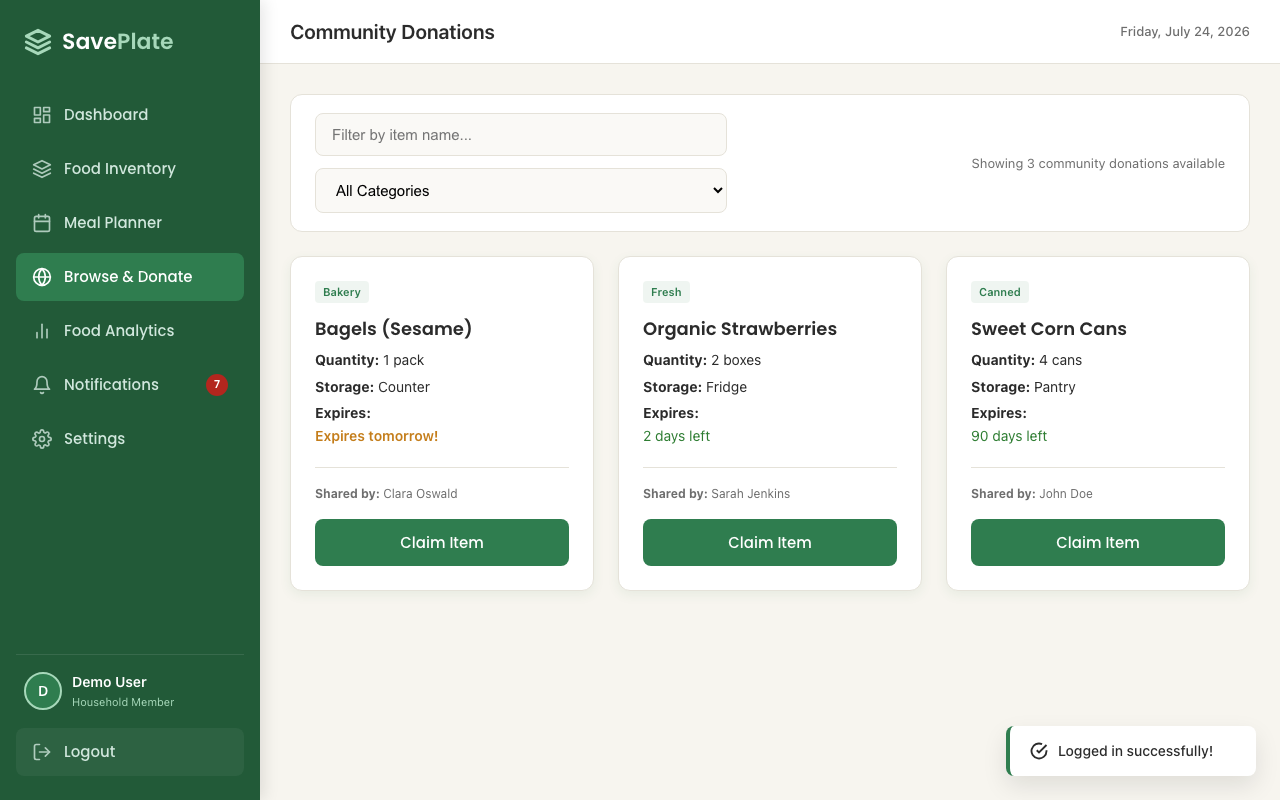 SavePlate
Dashboard
Food Inventory
Meal Planner
Browse & Donate
Food Analytics
Notifications 7
Settings
D
Demo User
Household Member
Logout
Community Donations
Friday, July 24, 2026
Filter by item name...
All Categories
Showing 3 community donations available
Bakery
Bagels (Sesame)
Quantity: 1 pack
Storage: Counter
Expires:
Expires tomorrow!
Shared by: Clara Oswald
Claim Item
Fresh
Organic Strawberries
Quantity: 2 boxes
Storage: Fridge
Expires:
2 days left
Shared by: Sarah Jenkins
Claim Item
Canned
Sweet Corn Cans
Quantity: 4 cans
Storage: Pantry
Expires:
90 days left
Shared by: John Doe
Claim Item
Logged in successfully!